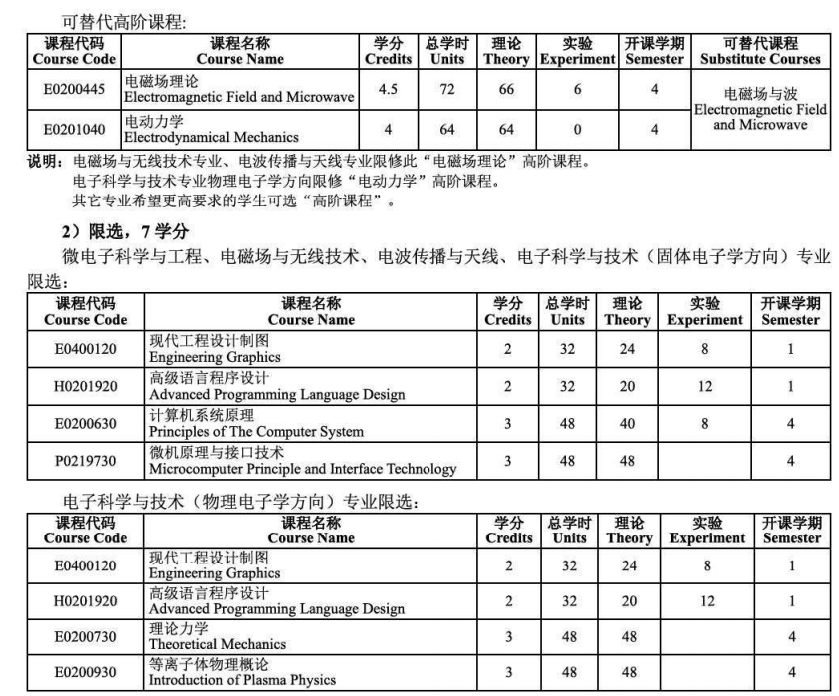 可替代高阶课程:
课程代码 课程名称 学分 总学时 理论 实验 开课学期 可替代课程
Course Code Course Name Credits Units Theory Experiment Semester Substitute Courses
E0200445 电磁场理论 4.5 72 66 6 4 电磁场与波
Electromagnetic Field and Microwave Electromagnetic Field
E0201040 电动力学 4 64 64 0 4 and Microwave
Electrodynamical Mechanics
说明：电磁场与无线技术专业、电波传播与天线专业限修此“电磁场理论”高阶课程。
电子科学与技术专业物理电子学方向限修“电动力学”高阶课程。
其它专业希望更高要求的学生可选“高阶课程”。
2）限选，7 学分
微电子科学与工程、电磁场与无线技术、电波传播与天线、电子科学与技术（固体电子学方向）专业
限选：
课程代码 课程名称 学分 总学时 理论 实验 开课学期
Course Code Course Name Credits Units Theory Experiment Semester
E0400120 现代工程设计制图 2 32 24 8 1
Engineering Graphics
H0201920 高级语言程序设计 2 32 20 12 1
Advanced Programming Language Design
E0200630 计算机系统原理 3 48 40 8 4
Principles of The Computer System
P0219730 微机原理与接口技术 3 48 48 4
Microcomputer Principle and Interface Technology
电子科学与技术（物理电子学方向）专业限选：
课程代码 课程名称 学分 总学时 理论 实验 开课学期
Course Code Course Name Credits Units Theory Experiment Semester
E0400120 现代工程设计制图 2 32 24 8 1
Engineering Graphics
H0201920 高级语言程序设计 2 32 20 12 1
Advanced Programming Language Design
E0200730 理论力学 3 48 48 4
Theoretical Mechanics
E0200930 等离子体物理概论 3 48 48 4
Introduction of Plasma Physics